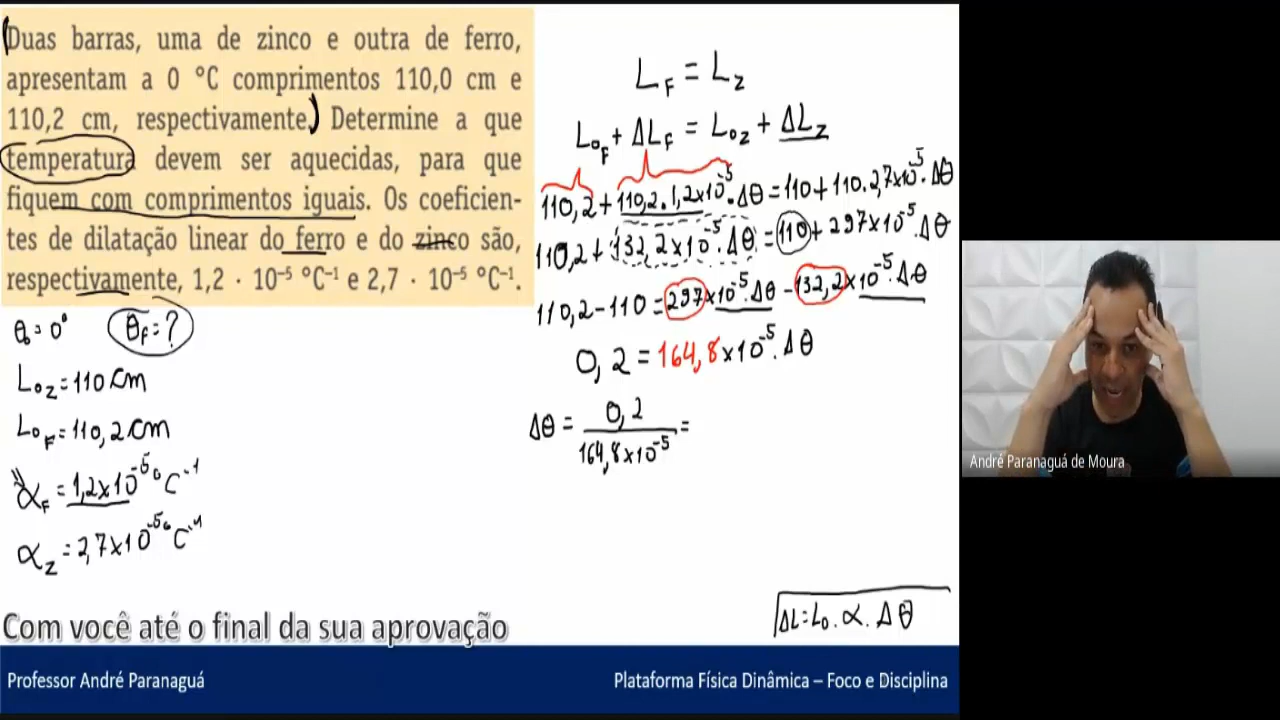 Duas barras, uma de zinco e outra de ferro,
apresentam a 0 °C comprimentos 110,0 cm e
110,2 cm, respectivamente.) Determine a que
temperatura devem ser aquecidas, para que
fiquem com comprimentos iguais. Os coeficien-
tes de dilatação linear do ferro e do zinco são,
respectivamente, 1,2 · 10⁻⁵ °C⁻¹ e 2,7 · 10⁻⁵ °C⁻¹.
θ₀ = 0° θF = ?
L0Z = 110 cm
L0F = 110,2 cm
αF = 1,2x10⁻⁵ °C⁻¹
αZ = 2,7x10⁻⁵ °C⁻¹
LF = LZ
L0F + ΔLF = L0Z + ΔLZ
110,2 + 110,2.1,2x10⁻⁵.Δθ = 110 + 110.2,7x10⁻⁵.Δθ
110,2 + 132,2x10⁻⁵.Δθ = 110 + 297x10⁻⁵.Δθ
110,2 - 110 = 297x10⁻⁵.Δθ - 132,2x10⁻⁵.Δθ
0,2 = 164,8x10⁻⁵.Δθ
Δθ = 0,2 =
164,8x10⁻⁵
ΔL = L₀.α.Δθ
André Paranaguá de Moura
Com você até o final da sua aprovação
Professor André Paranaguá
Plataforma Física Dinâmica – Foco e Disciplina